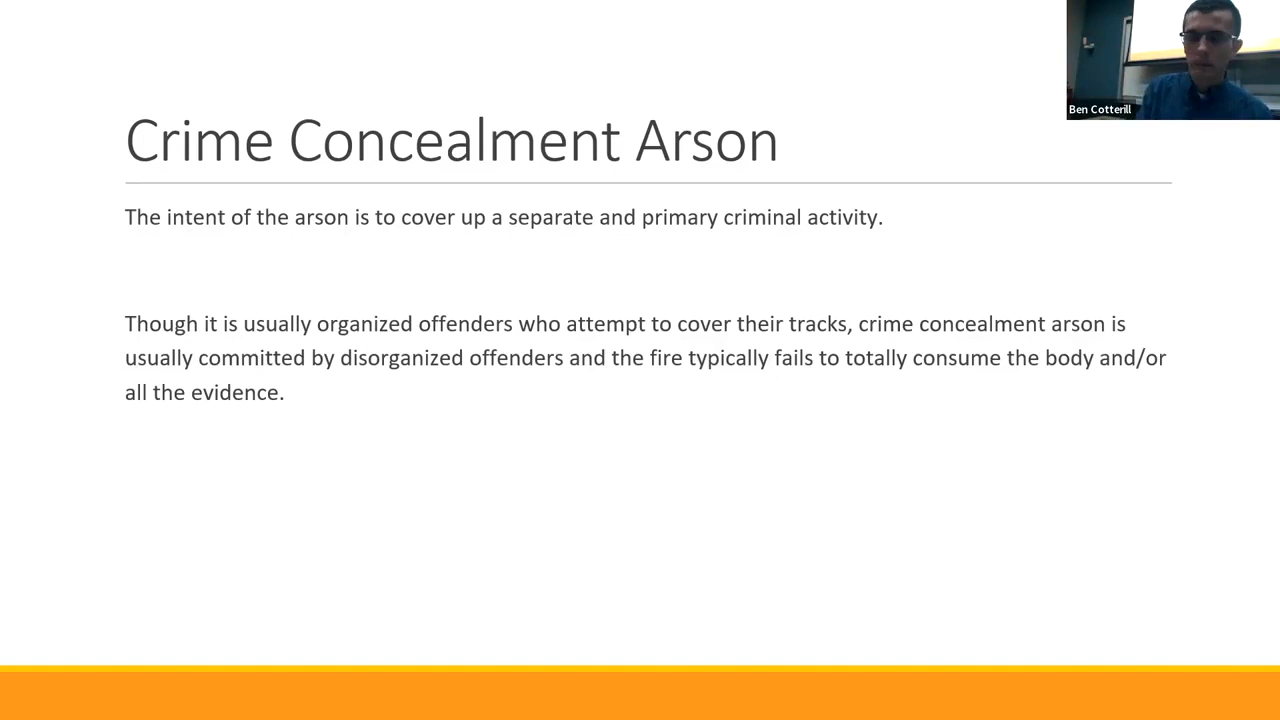 Ben Cotterill
Crime Concealment Arson
The intent of the arson is to cover up a separate and primary criminal activity.
Though it is usually organized offenders who attempt to cover their tracks, crime concealment arson is
usually committed by disorganized offenders and the fire typically fails to totally consume the body and/or
all the evidence.